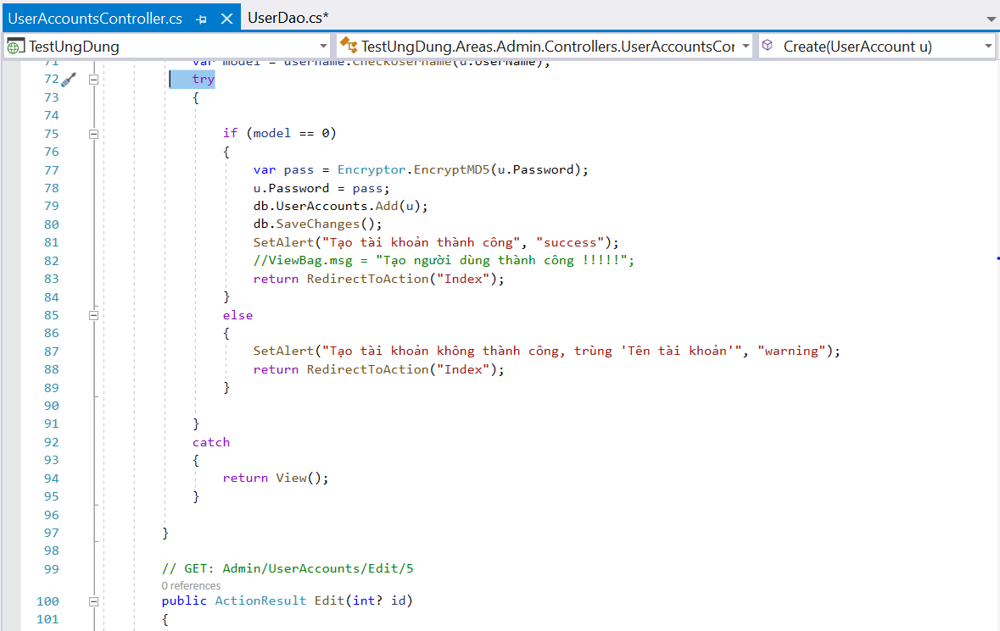 UserAccountsController.cs
UserDao.cs*
TestUngDung
TestUngDung.Areas.Admin.Controllers.UserAccountsCor
Create(UserAccount u)
71 var model = username.CheckUserName(u.UserName);
72 try
73 {
74
75 if (model == 0)
76 {
77 var pass = Encryptor.EncryptMD5(u.Password);
78 u.Password = pass;
79 db.UserAccounts.Add(u);
80 db.SaveChanges();
81 SetAlert("Tạo tài khoản thành công", "success");
82 //ViewBag.msg = "Tạo người dùng thành công !!!!!";
83 return RedirectToAction("Index");
84 }
85 else
86 {
87 SetAlert("Tạo tài khoản không thành công, trùng 'Tên tài khoản'", "warning");
88 return RedirectToAction("Index");
89 }
90
91 }
92 catch
93 {
94 return View();
95 }
96
97 }
98
99 // GET: Admin/UserAccounts/Edit/5
0 references
100 public ActionResult Edit(int? id)
101 {